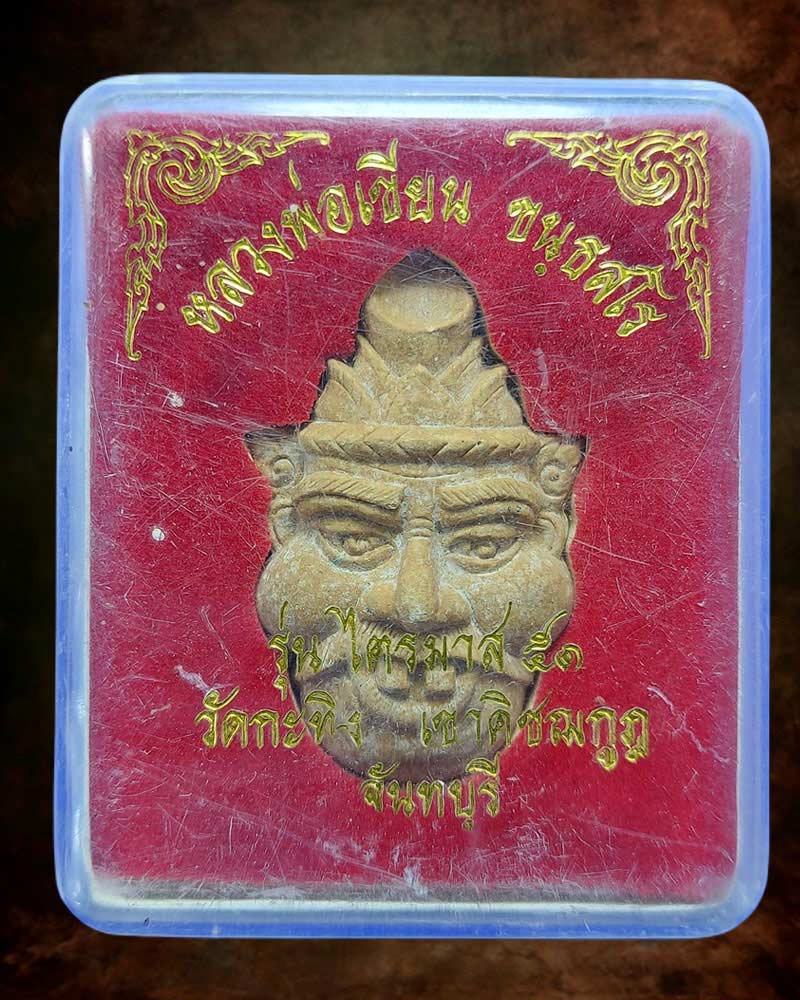 หลวงพ่อเขียน ขนฺธสโร
รุ่น ไตรมาส ๕๑
วัดกะทิง เขาคิชฌกูฏ
จันทบุรี